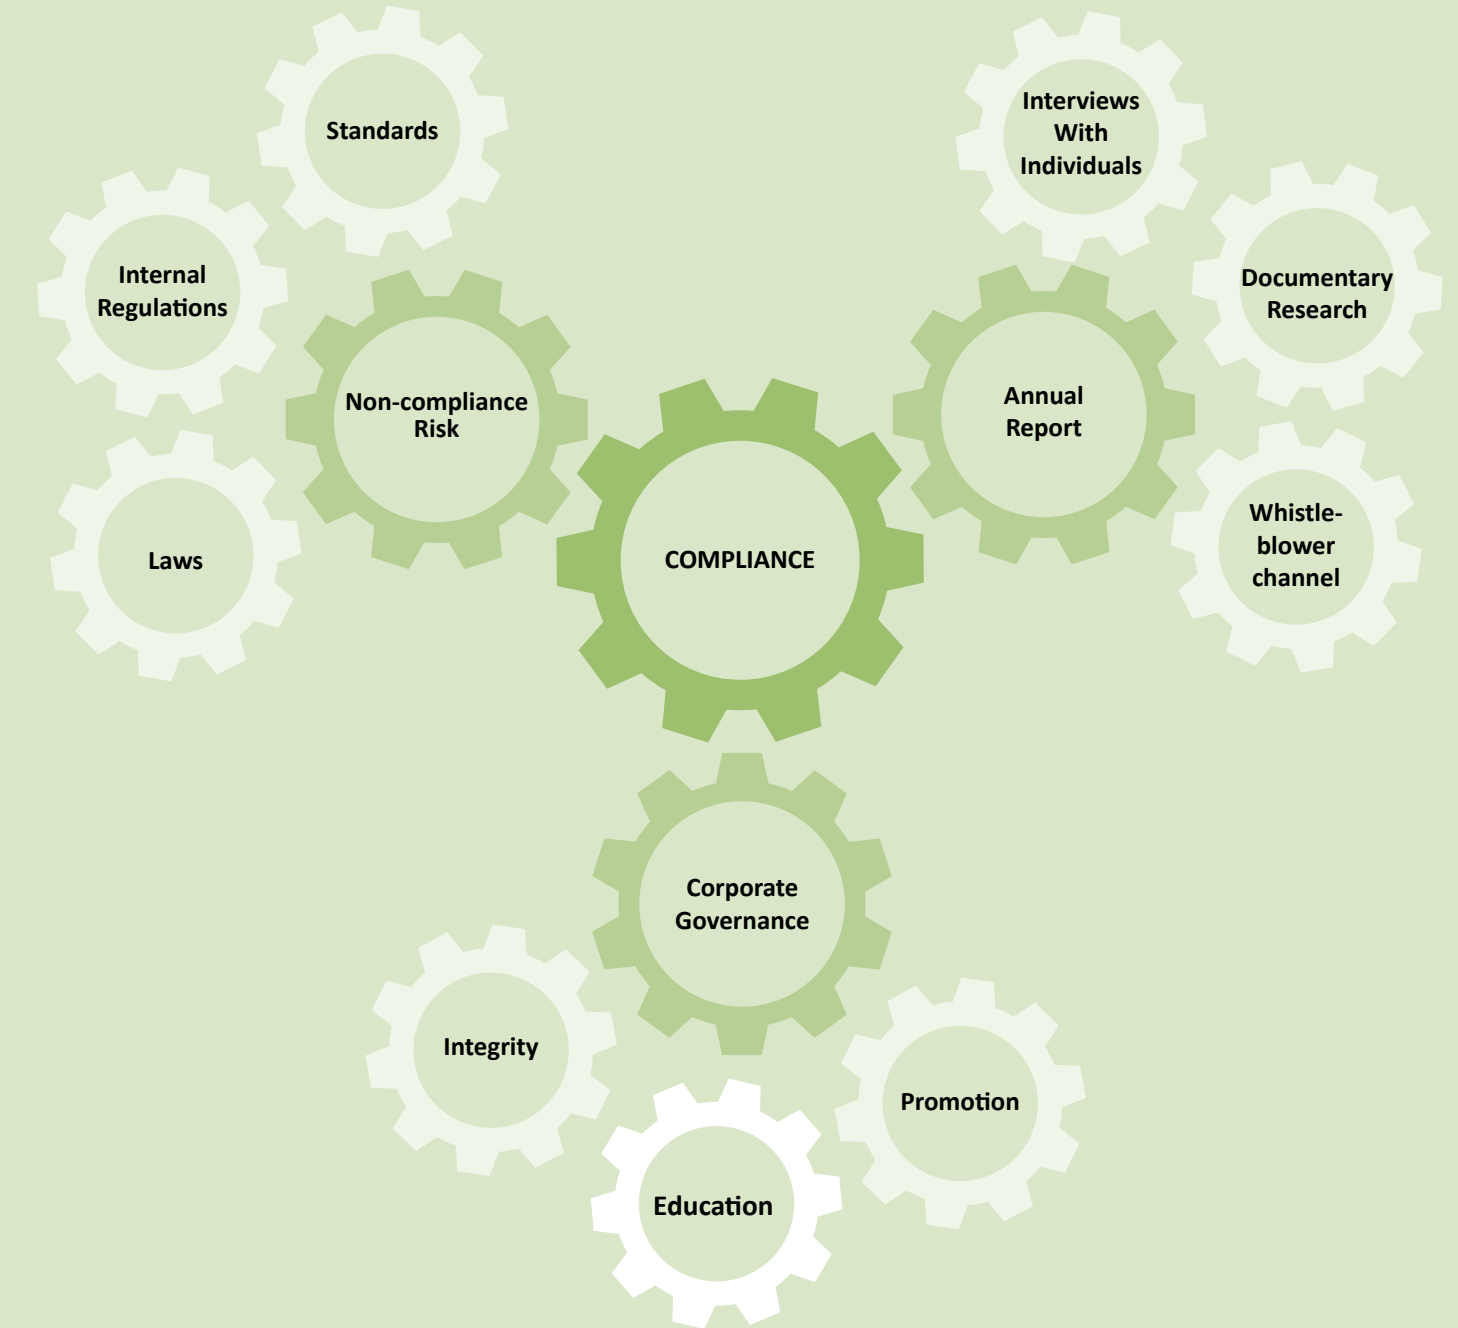 Standards
Interviews
With
Individuals
Internal
Regulations
Documentary
Research
Non-compliance
Risk
Annual
Report
Laws
COMPLIANCE
Whistle-
blower
channel
Corporate
Governance
Integrity
Promotion
Education